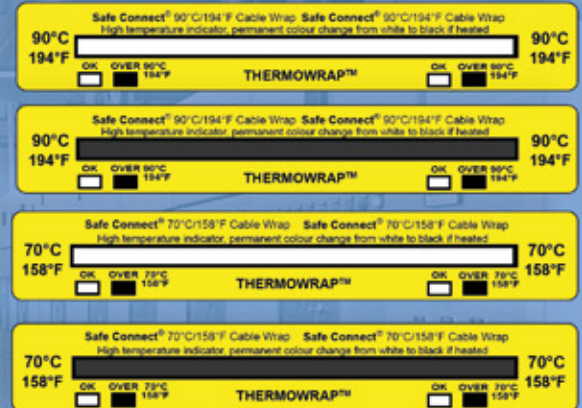 Safe Connect® 90°C/194°F Cable Wrap Safe Connect® 90°C/194°F Cable Wrap
High temperature indicator, permanent colour change from white to black if heated
90°C 90°C
194°F 194°F
OK OVER 90°C 194°F THERMOWRAP™ OK OVER 90°C 194°F
Safe Connect® 90°C/194°F Cable Wrap Safe Connect® 90°C/194°F Cable Wrap
High temperature indicator, permanent colour change from white to black if heated
90°C 90°C
194°F 194°F
OK OVER 90°C 194°F THERMOWRAP™ OK OVER 90°C 194°F
Safe Connect® 70°C/158°F Cable Wrap Safe Connect® 70°C/158°F Cable Wrap
High temperature indicator, permanent colour change from white to black if heated
70°C 70°C
158°F 158°F
OK OVER 70°C 158°F THERMOWRAP™ OK OVER 70°C 158°F
Safe Connect® 70°C/158°F Cable Wrap Safe Connect® 70°C/158°F Cable Wrap
High temperature indicator, permanent colour change from white to black if heated
70°C 70°C
158°F 158°F
OK OVER 70°C 158°F THERMOWRAP™ OK OVER 70°C 158°F